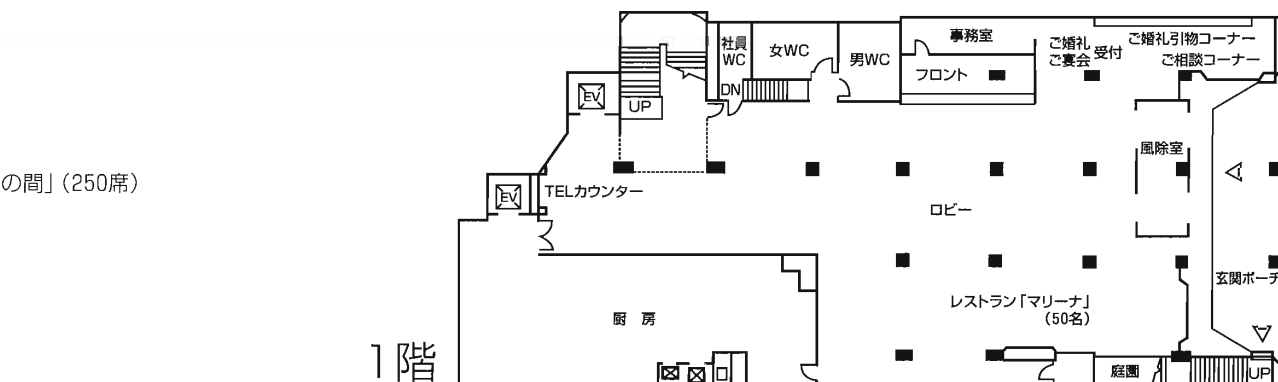 の間」(250席)
1階
社員
WC
女WC
男WC
事務室
フロント
ご婚礼
ご宴会
受付
ご婚礼引物コーナー
ご相談コーナー
EV
UP
DN
風除室
EV
TELカウンター
ロビー
玄関ポーチ
レストラン「マリーナ」
(50名)
厨 房
庭園
UP